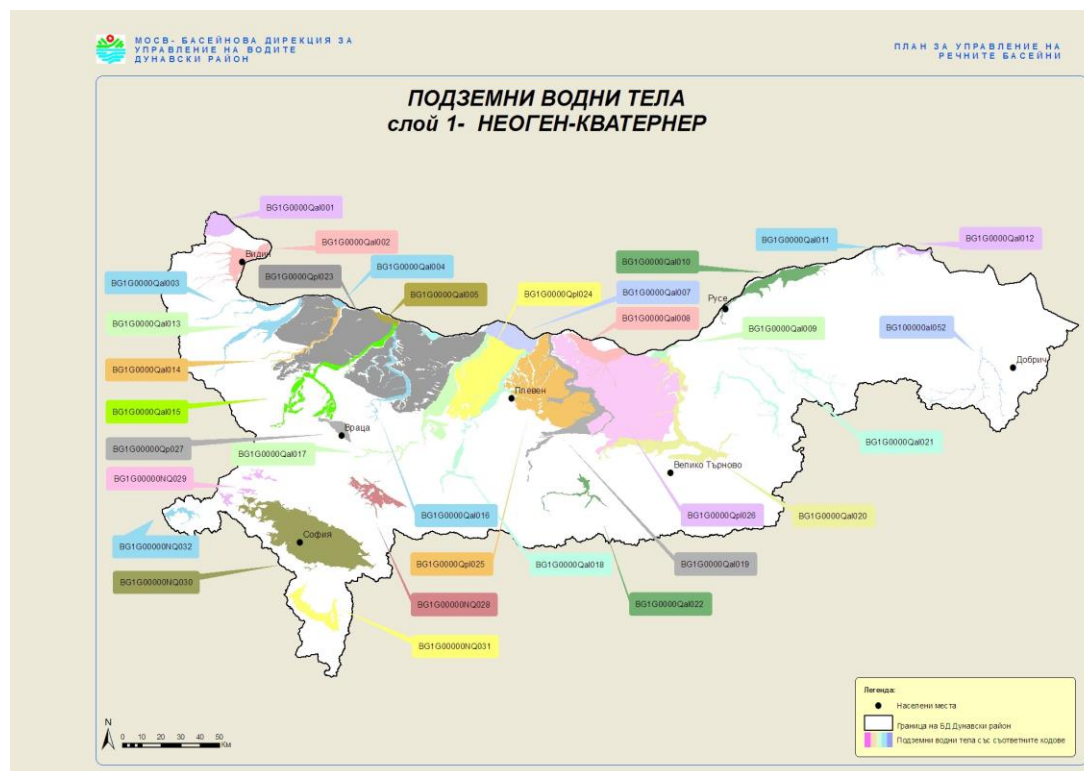 МОСВ- БАСЕЙНОВА ДИРЕКЦИЯ ЗА
УПРАВЛЕНИЕ НА ВОДИТЕ
ДУНАВСКИ РАЙОН
ПЛАН ЗА УПРАВЛЕНИЕ НА
РЕЧНИТЕ БАСЕЙНИ
ПОДЗЕМНИ ВОДНИ ТЕЛА
слой 1- НЕОГЕН-КВАТЕРНЕР
BG1G0000Qal001
BG1G0000Qal002
Видин
BG1G0000Qpl023
BG1G0000Qal004
BG1G0000Qal003
BG1G0000Qal005
BG1G0000Qal013
BG1G0000Qal014
BG1G0000Qal015
BG1G0000Qpl024
BG1G0000Qal007
BG1G0000Qal008
BG1G0000Qal010
BG1G0000Qal011
BG1G0000Qal012
Русе
BG1G0000Qal009
BG100000al052
Добрич
Плевен
Враца
BG1G00000Qp027
BG1G0000Qal017
BG1G0000Qal021
Велико Търново
BG1G00000NQ029
BG1G0000Qal016
BG1G0000Qpl026
BG1G0000Qal020
София
BG1G00000NQ032
BG1G00000NQ030
BG1G0000Qpl025
BG1G0000Qal018
BG1G0000Qal019
BG1G00000NQ028
BG1G0000Qal022
BG1G00000NQ031
Легенда:
Населени места
Граница на БД Дунавски район
Подземни водни тела със съответните кодове
N
0 10 20 30 40 50
Км